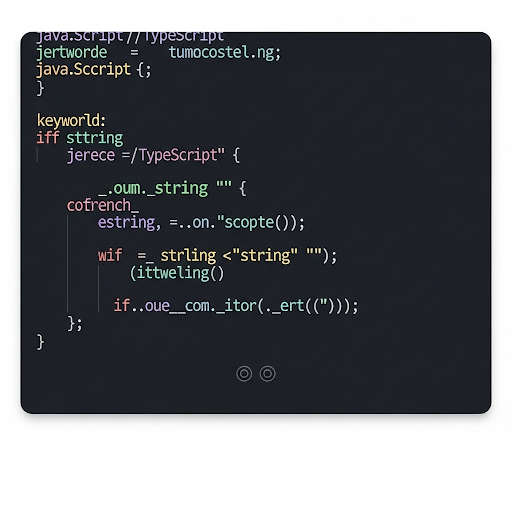 java.Script//TypeScript
jertworde = tumocostel.ng;
java.Sccript {;
}
keyworld:
iff sttring
jerece =/TypeScript" {
_.oum._string "" {
cofrench_
estring, =..on."scopte());
wif =_ strling <"string" "");
(ittweling()
if..oue__com._itor(._ert((")));
};
}